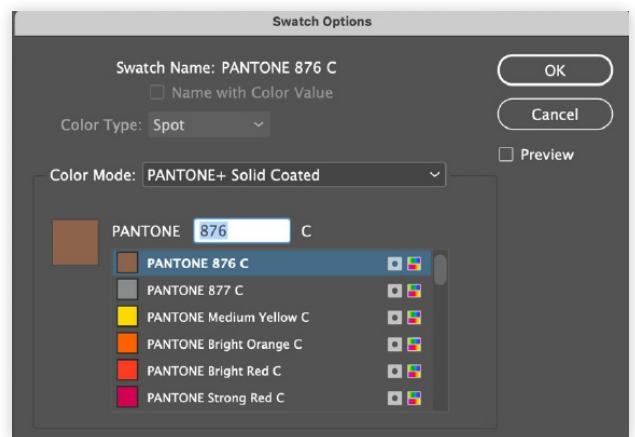 Swatch Options
Swatch Name: PANTONE 876 C
Name with Color Value
Color Type: Spot
Color Mode: PANTONE+ Solid Coated
PANTONE 876 C
PANTONE 876 C
PANTONE 877 C
PANTONE Medium Yellow C
PANTONE Bright Orange C
PANTONE Bright Red C
PANTONE Strong Red C
OK
Cancel
Preview